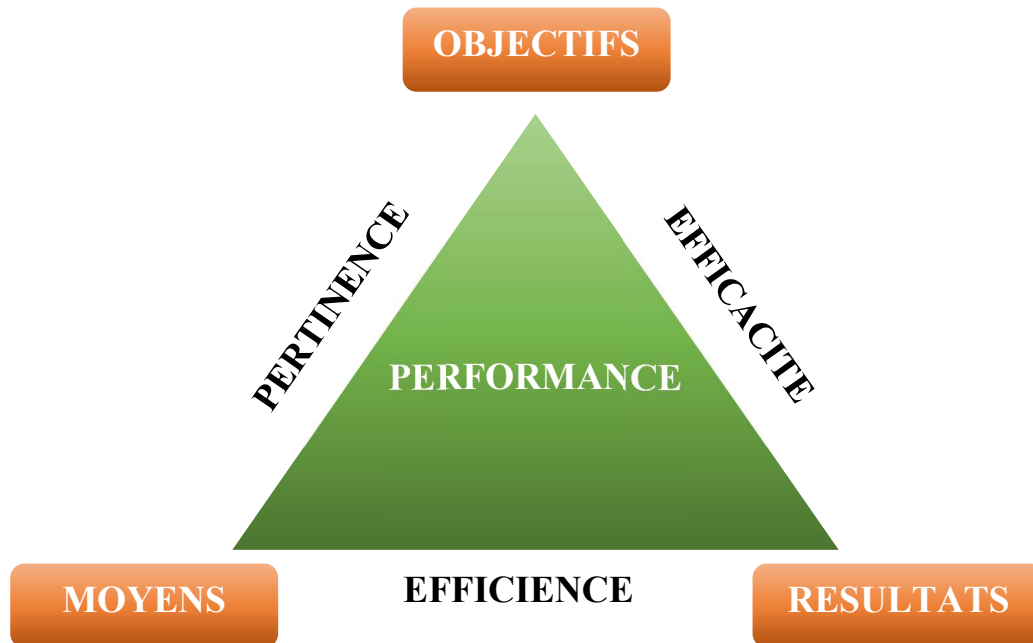 OBJECTIFS
PERTINENCE
EFFICACITE
PERFORMANCE
MOYENS
EFFICIENCE
RESULTATS